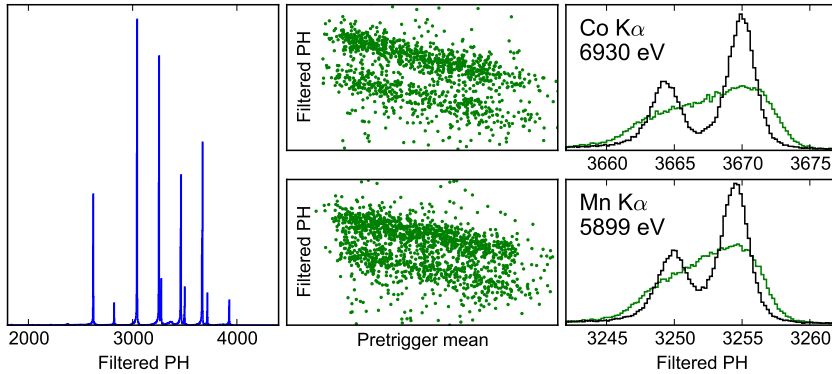 Filtered PH
Co Kα
6930 eV
3660 3665 3670 3675
Filtered PH
Mn Kα
5899 eV
2000 3000 4000
Filtered PH
Pretrigger mean
3245 3250 3255 3260
Filtered PH